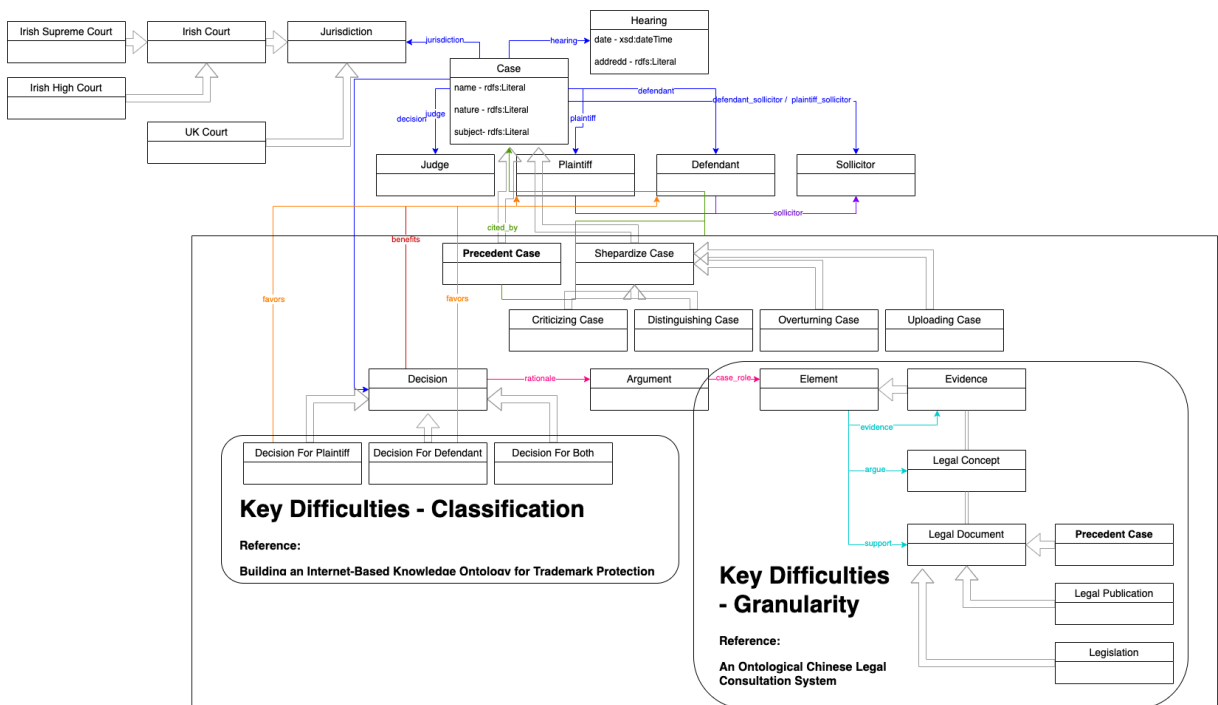 Hearing
date - xsd:dateTime
addredd - rdfs:Literal
Irish Supreme Court
Irish Court
Jurisdiction
jurisdiction
hearing
Case
name - rdfs:Literal
nature - rdfs:Literal
subject- rdfs:Literal
Irish High Court
UK Court
defendant
defendant_sollicitor / plaintiff_sollicitor
judge
decision
plaintiff
Judge
Plaintiff
Defendant
Sollicitor
sollicitor
cited_by
benefits
Precedent Case
Shepardize Case
favors
favors
Criticizing Case
Distinguishing Case
Overturning Case
Uploading Case
Decision
rationale
Argument
case_role
Element
Evidence
evidence
Decision For Plaintiff
Decision For Defendant
Decision For Both
Legal Concept
argue
Key Difficulties - Classification
Reference:
Building an Internet-Based Knowledge Ontology for Trademark Protection
Legal Document
support
Precedent Case
Key Difficulties
- Granularity
Legal Publication
Reference:
Legislation
An Ontological Chinese Legal
Consultation System